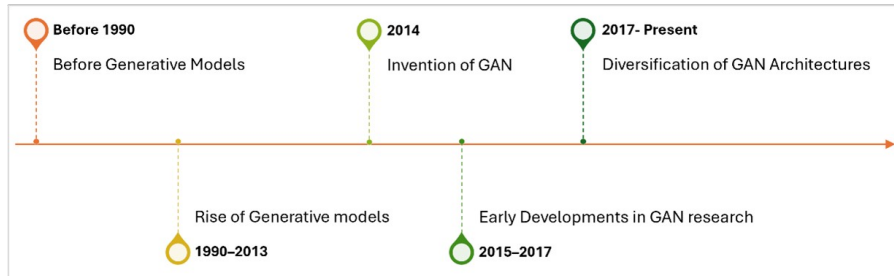 Before 1990
Before Generative Models
2014
Invention of GAN
2017- Present
Diversification of GAN Architectures
Rise of Generative models
1990–2013
Early Developments in GAN research
2015–2017